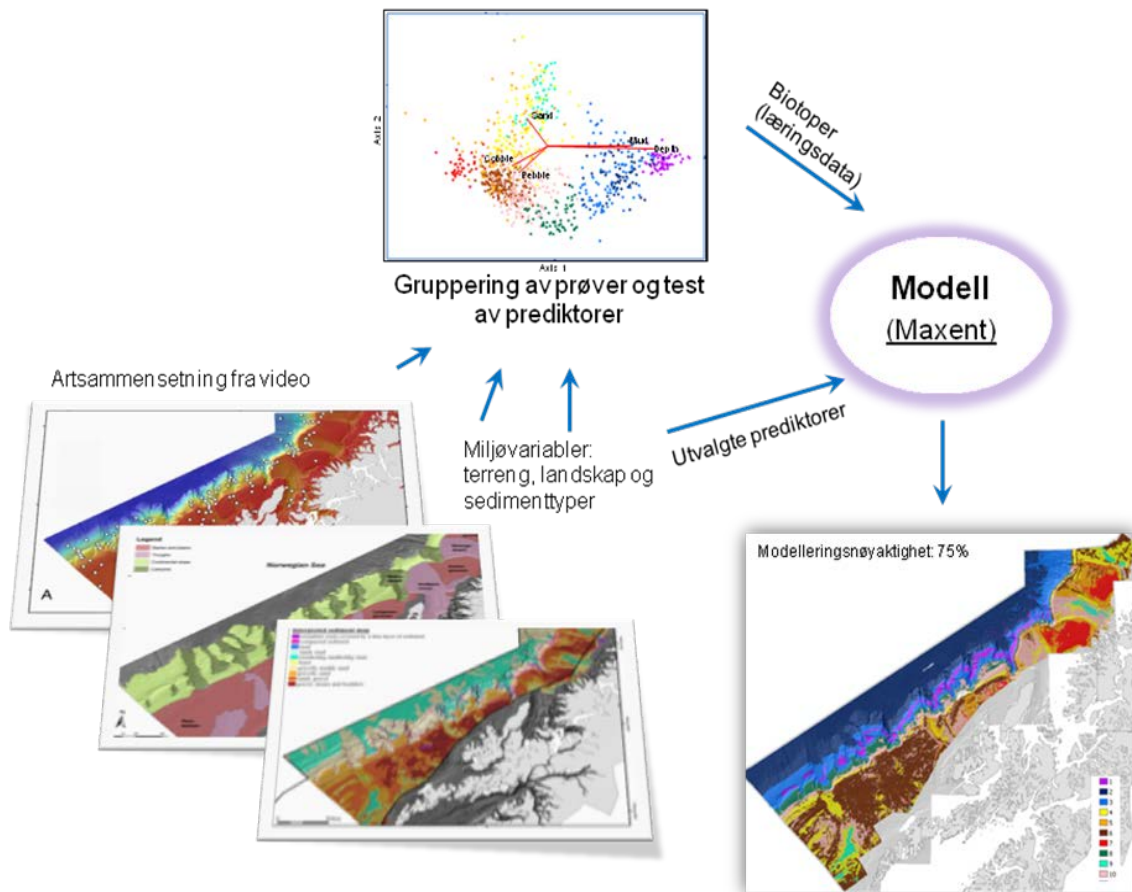 Axis 2
Sand
Mud
Depth
Cobble
Pebble
Axis 1
Gruppering av prøver og test
av prediktorer
Biotoper
(læringsdata)
Modell
(Maxent)
Artsammensetning fra video
Miljøvariabler:
terreng, landskap og
sedimenttyper
Utvalgte prediktorer
A
Legend
Norwegian Sea
Modelleringsnøyaktighet: 75%
1
2
3
4
5
6
7
8
9
10